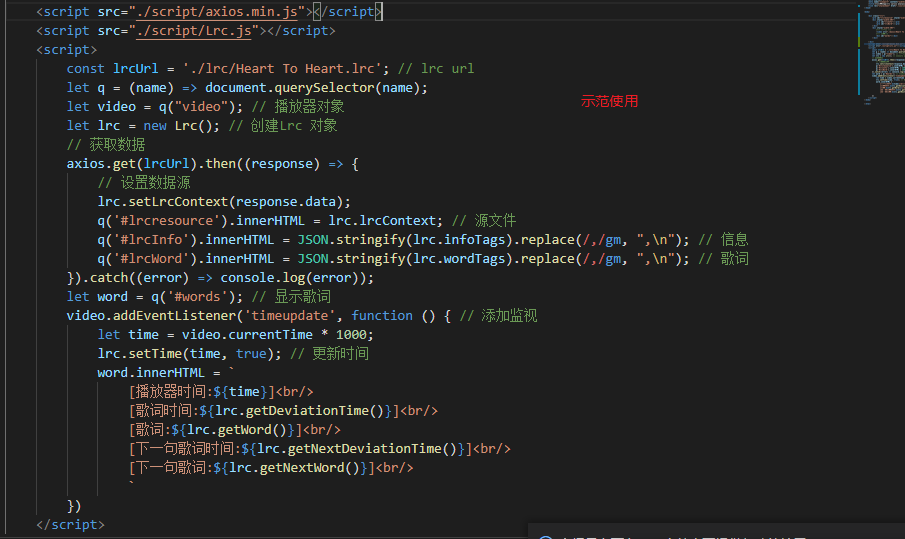 <script src="./script/axios.min.js"></script>
<script src="./script/Lrc.js"></script>
<script>
const lrcUrl = './lrc/Heart To Heart.lrc'; // lrc url
let q = (name) => document.querySelector(name);
let video = q("video"); // 播放器对象
示范使用
let lrc = new Lrc(); // 创建Lrc 对象
// 获取数据
axios.get(lrcUrl).then((response) => {
// 设置数据源
lrc.setLrcContext(response.data);
q('#lrcresource').innerHTML = lrc.lrcContext; // 源文件
q('#lrcInfo').innerHTML = JSON.stringify(lrc.infoTags).replace(/,/gm, ",\n"); // 信息
q('#lrcWord').innerHTML = JSON.stringify(lrc.wordTags).replace(/,/gm, ",\n"); // 歌词
}).catch((error) => console.log(error));
let word = q('#words'); // 显示歌词
video.addEventListener('timeupdate', function () { // 添加监视
let time = video.currentTime * 1000;
lrc.setTime(time, true); // 更新时间
word.innerHTML = `
[播放器时间:${time}]<br/>
[歌词时间:${lrc.getDeviationTime()}]<br/>
[歌词:${lrc.getWord()}]<br/>
[下一句歌词时间:${lrc.getNextDeviationTime()}]<br/>
[下一句歌词:${lrc.getNextWord()}]<br/>
`
})
</script>